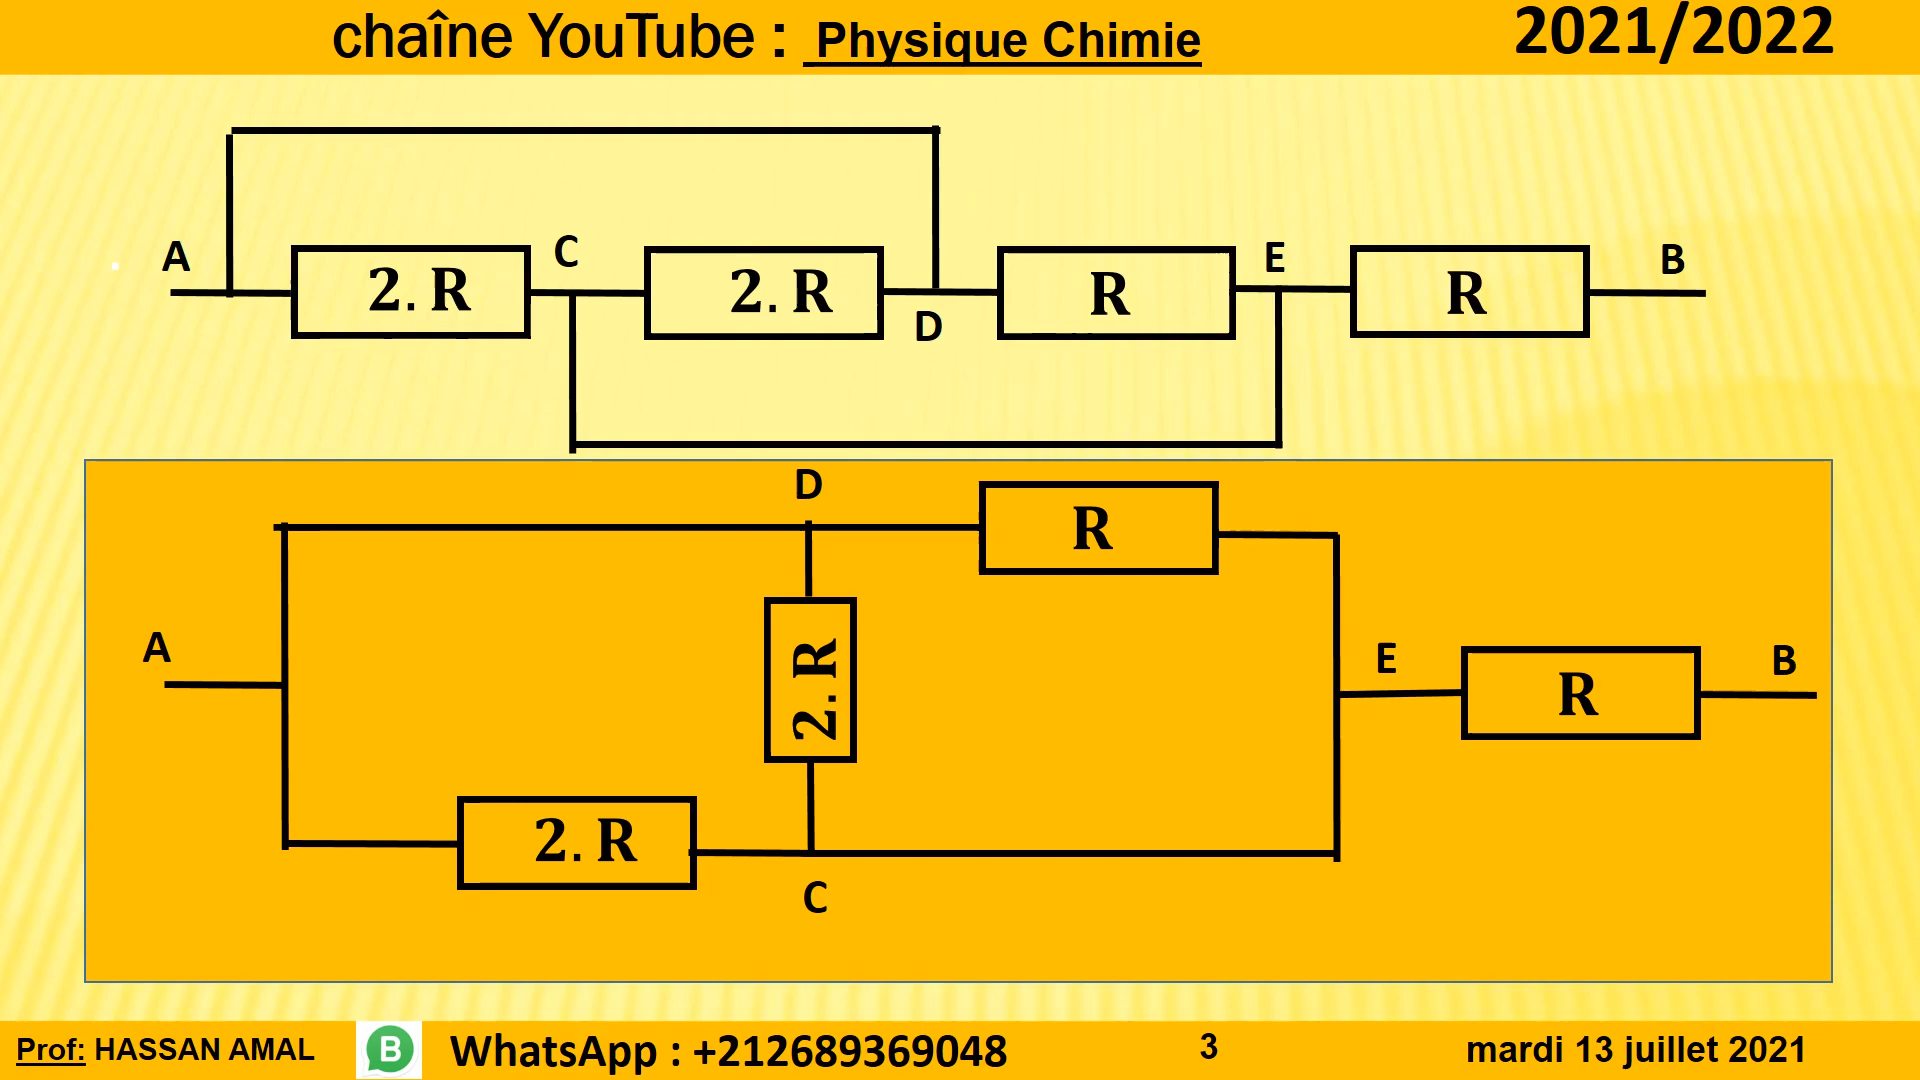 chaîne YouTube : Physique Chimie 2021/2022
A 2. R C 2. R D R E R B
D R
A 2. R E R B
2. R
C
Prof: HASSAN AMAL B WhatsApp : +212689369048 3 mardi 13 juillet 2021